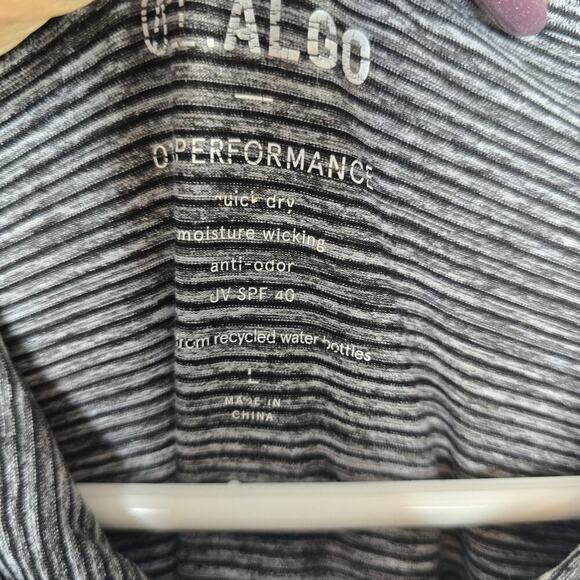 .ALGO
PERFORMANCE
quick dry
moisture wicking
anti-odor
UV SPF 40
from recycled water bottles
L
MADE IN
CHINA